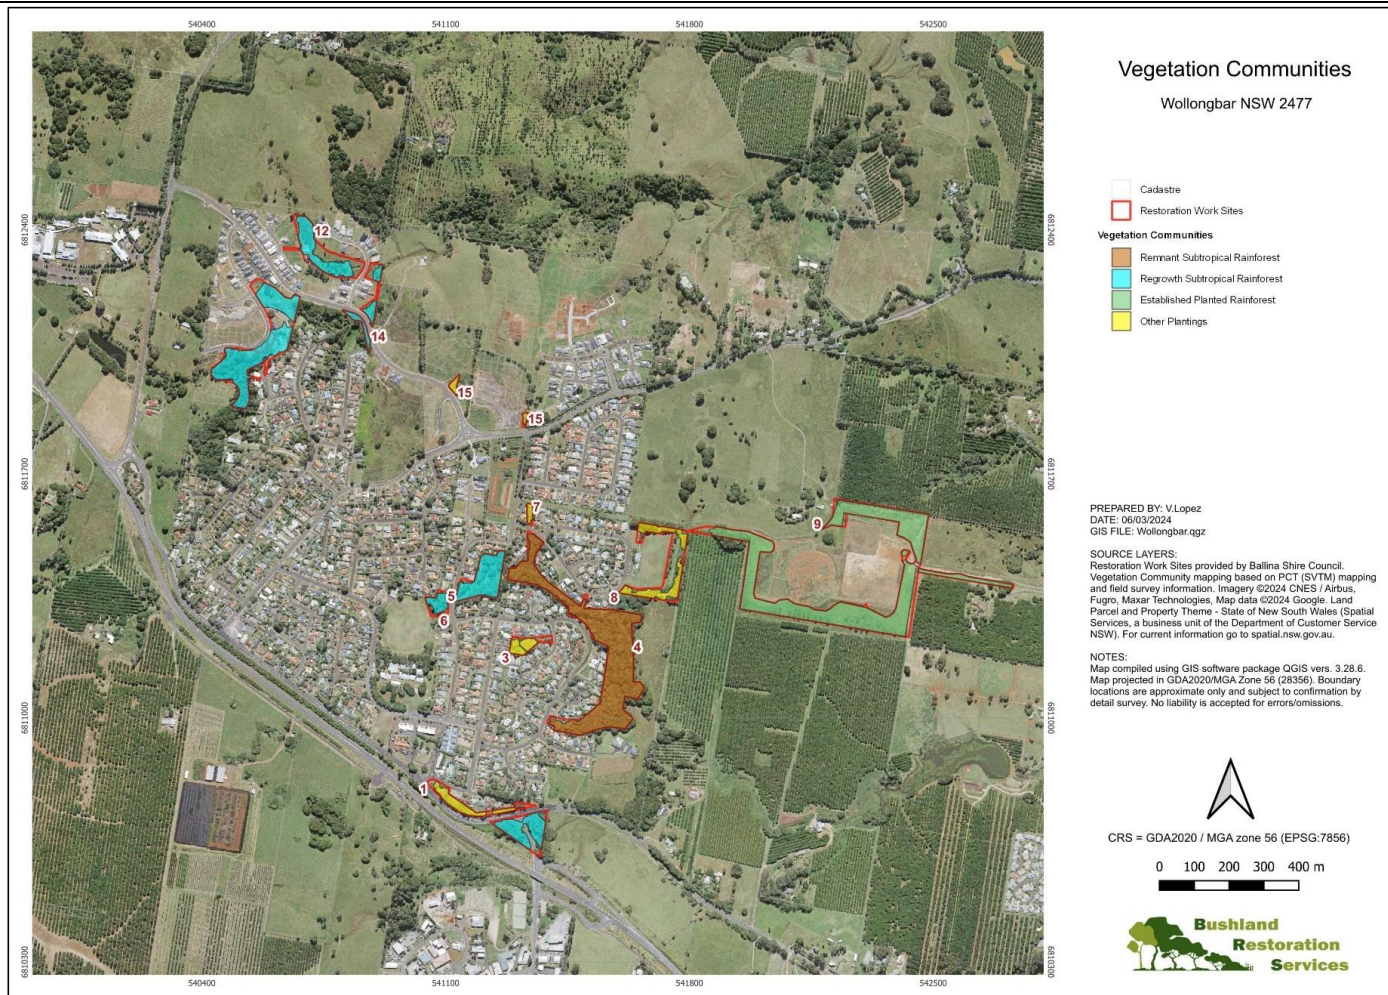 540400 541100 541800 542500
Vegetation Communities
Wollongbar NSW 2477
Cadastre
Restoration Work Sites
Vegetation Communities
Remnant Subtropical Rainforest
Regrowth Subtropical Rainforest
Established Planted Rainforest
Other Plantings
6812400
6812400
12
14
15
15
6811700
6811700
7
9
5
8
6
3
4
6811000
6811000
1
6810300
6810300
540400 541100 541800 542500
PREPARED BY: V.Lopez
DATE: 06/03/2024
GIS FILE: Wollongbar.qgz
SOURCE LAYERS:
Restoration Work Sites provided by Ballina Shire Council.
Vegetation Community mapping based on PCT (SVTM) mapping
and field survey information. Imagery ©2024 CNES / Airbus,
Fugro, Maxar Technologies, Map data ©2024 Google. Land
Parcel and Property Theme - State of New South Wales (Spatial
Services, a business unit of the Department of Customer Service
NSW). For current information go to spatial.nsw.gov.au.
NOTES:
Map compiled using GIS software package QGIS vers. 3.28.6.
Map projected in GDA2020/MGA Zone 56 (28356). Boundary
locations are approximate only and subject to confirmation by
detail survey. No liability is accepted for errors/omissions.
CRS = GDA2020 / MGA zone 56 (EPSG:7856)
0 100 200 300 400 m
Bushland
Restoration
Services